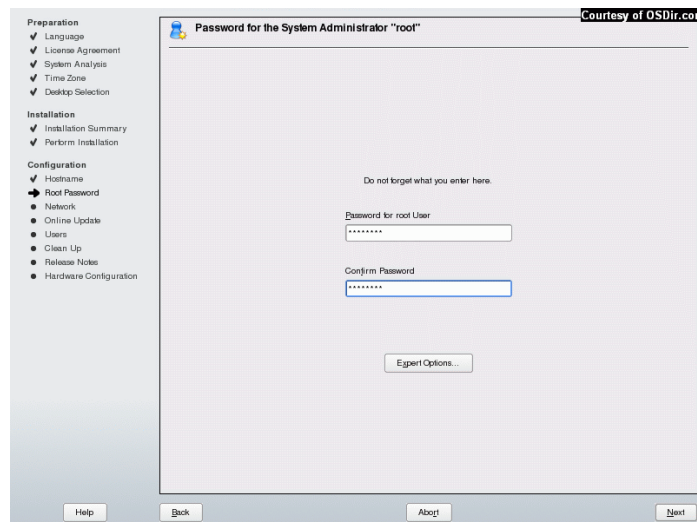 Courtesy of OSDir.com
Preparation
Language
License Agreement
System Analysis
Time Zone
Desktop Selection
Installation
Installation Summary
Perform Installation
Configuration
Hostname
Root Password
Network
Online Update
Users
Clean Up
Release Notes
Hardware Configuration
Password for the System Administrator "root"
Do not forget what you enter here.
Password for root User
********
Confirm Password
********
Expert Options...
Help
Back
Abort
Next